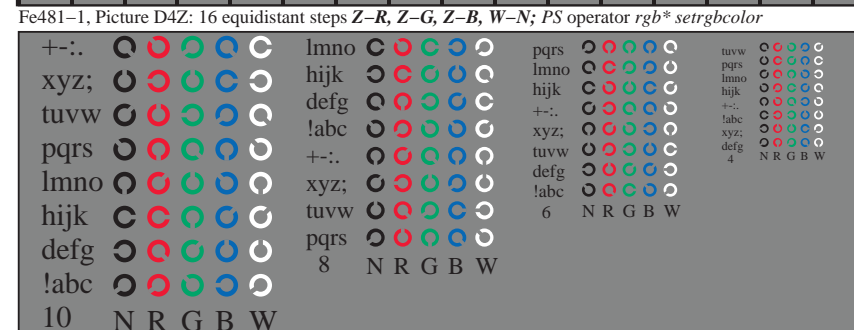 Fe481–1, Picture D4Z: 16 equidistant steps Z–R, Z–G, Z–B, W–N; PS operator rgb* setrgbcolor
+-:.
xyz;
tuvw
pqrs
lmno
hijk
defg
!abc
10 N R G B W
lmno
hijk
defg
!abc
+-:.
xyz;
tuvw
pqrs
8 N R G B W
pqrs
lmno
hijk
+-:.
xyz;
tuvw
defg
!abc
6 N R G B W
tuvw
pqrs
lmno
hijk
+-:.
!abc
xyz;
defg
4 N R G B W